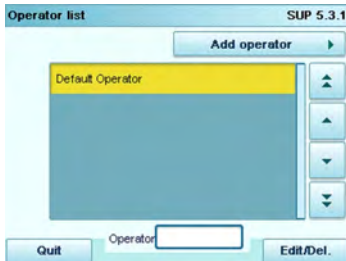 Operator list SUP 5.3.1
Add operator
Default Operator
Operator
Quit Edit/Del.